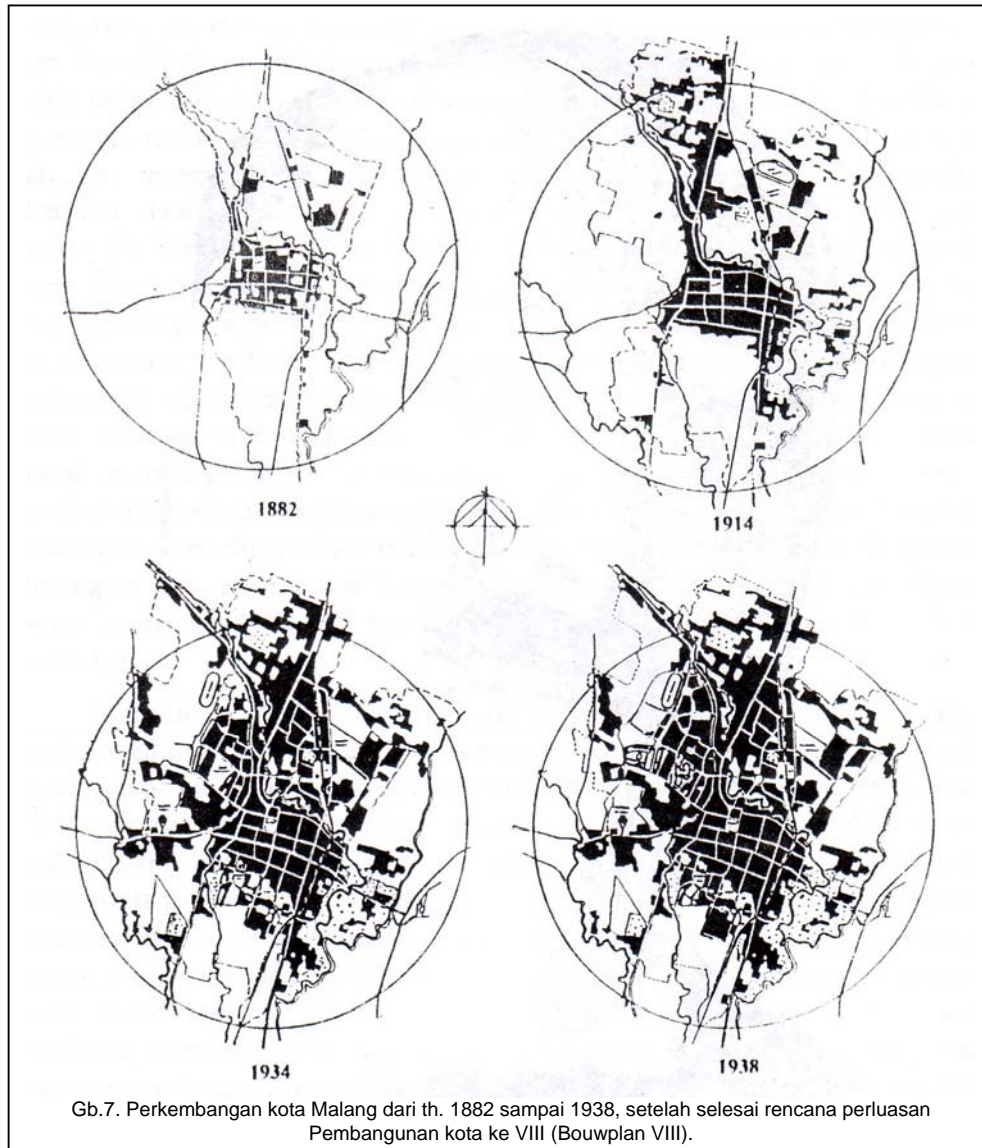 1882
1914
1934
1938
Gb.7. Perkembangan kota Malang dari th. 1882 sampai 1938, setelah selesai rencana perluasan
Pembangunan kota ke VIII (Bouwplan VIII).